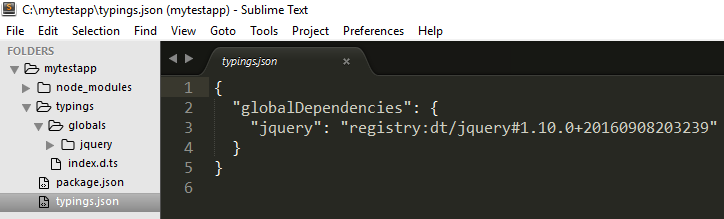 C:\mytestapp\typings.json (mytestapp) - Sublime Text
File Edit Selection Find View Goto Tools Project Preferences Help
FOLDERS
mytestapp
node_modules
typings
globals
jquery
index.d.ts
package.json
typings.json
typings.json ×
1 {
2   "globalDependencies": {
3     "jquery": "registry:dt/jquery#1.10.0+20160908203239"
4   }
5 }
6